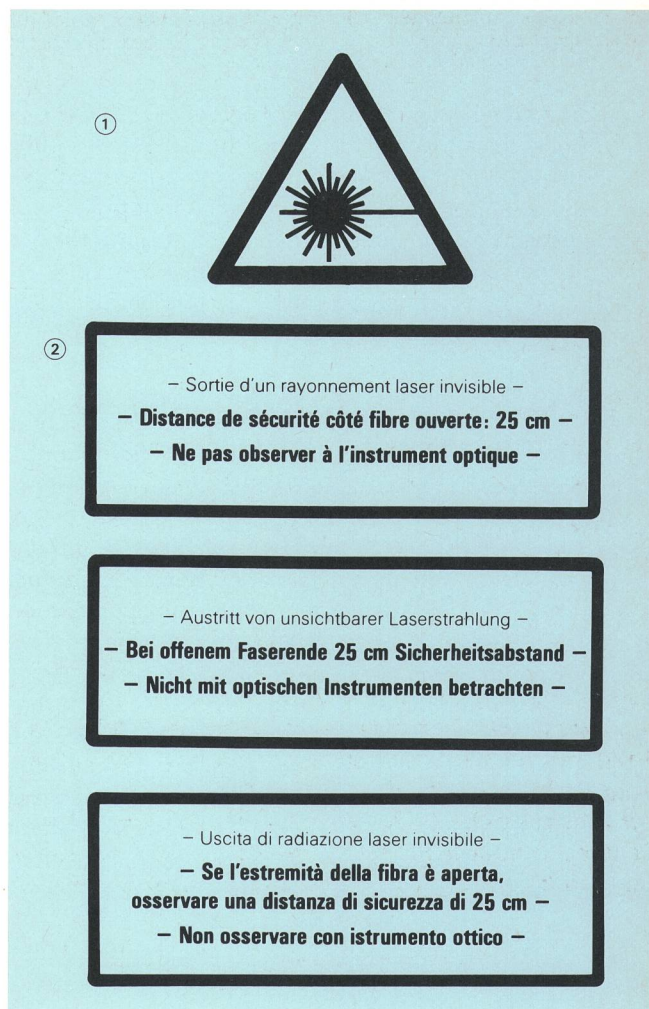 ①
②
– Sortie d'un rayonnement laser invisible –
– Distance de sécurité côté fibre ouverte: 25 cm –
– Ne pas observer à l'instrument optique –
– Austritt von unsichtbarer Laserstrahlung –
– Bei offenem Faserende 25 cm Sicherheitsabstand –
– Nicht mit optischen Instrumenten betrachten –
– Uscita di radiazione laser invisibile –
– Se l'estremità della fibra è aperta,
osservare una distanza di sicurezza di 25 cm –
– Non osservare con istrumento ottico –